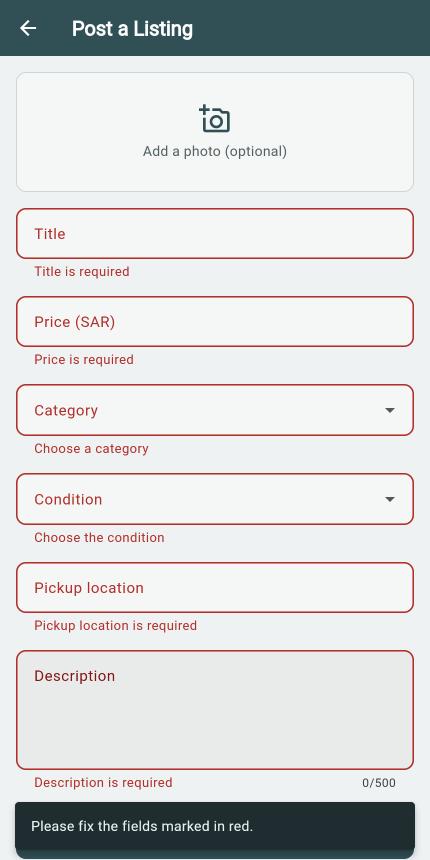 Post a Listing
Add a photo (optional)
Title
Title is required
Price (SAR)
Price is required
Category
Choose a category
Condition
Choose the condition
Pickup location
Pickup location is required
Description
Description is required 0/500
Please fix the fields marked in red.